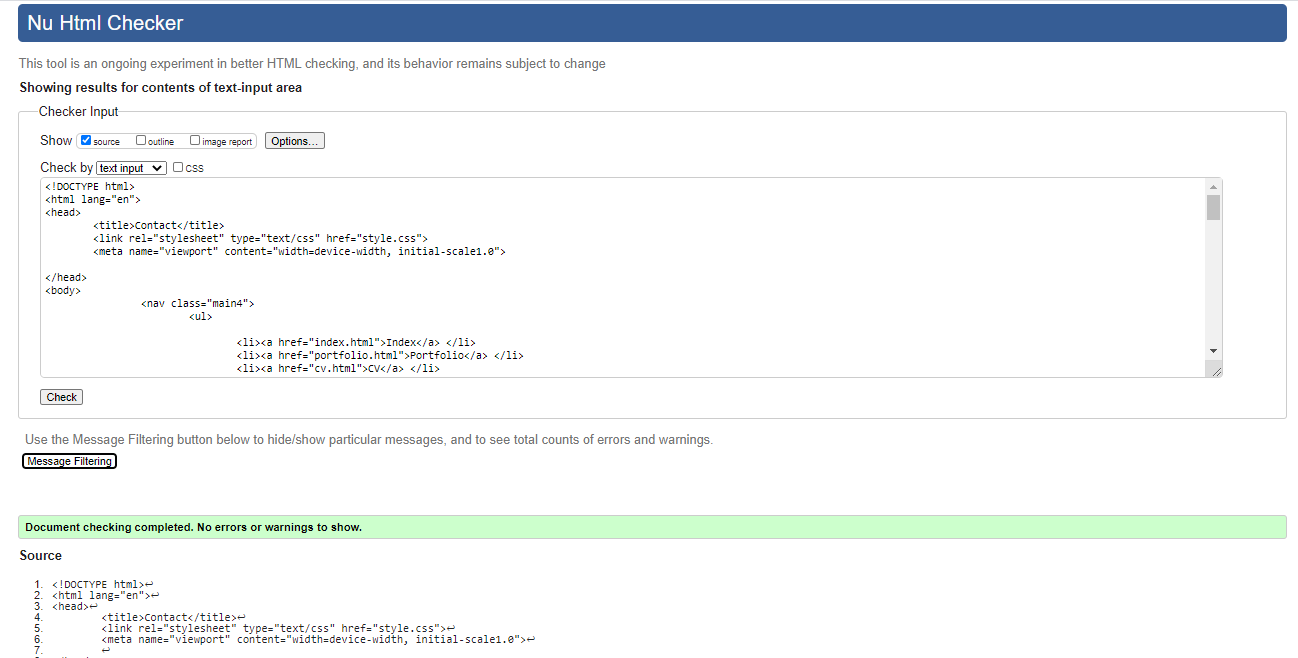 Nu Html Checker
This tool is an ongoing experiment in better HTML checking, and its behavior remains subject to change
Showing results for contents of text-input area
Checker Input
Show source outline image report Options...
Check by text input CSS
<!DOCTYPE html>
<html lang="en">
<head>
<title>Contact</title>
<link rel="stylesheet" type="text/css" href="style.css">
<meta name="viewport" content="width=device-width, initial-scale1.0">
</head>
<body>
<nav class="main4">
<ul>
<li><a href="index.html">Index</a> </li>
<li><a href="portfolio.html">Portfolio</a> </li>
<li><a href="cv.html">CV</a> </li>
Check
Use the Message Filtering button below to hide/show particular messages, and to see total counts of errors and warnings.
Message Filtering
Document checking completed. No errors or warnings to show.
Source
1. <!DOCTYPE html>↩
2. <html lang="en">↩
3. <head>↩
4. <title>Contact</title>↩
5. <link rel="stylesheet" type="text/css" href="style.css">↩
6. <meta name="viewport" content="width=device-width, initial-scale1.0">↩
7. ↩